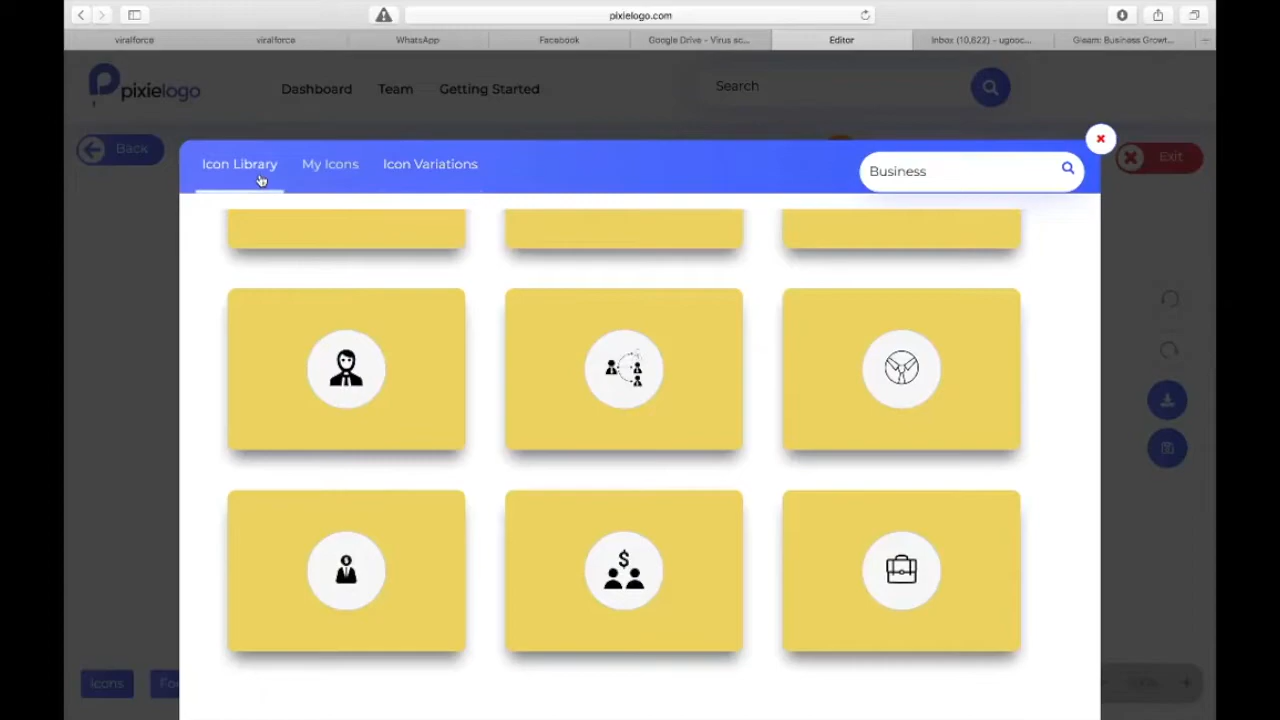 pixielogo.com
viralforce
viralforce
WhatsApp
Facebook
Google Drive - Virus sc...
Editor
Inbox (10,822) - ugooc...
Gleam: Business Growt...
pixielogo
Dashboard
Team
Getting Started
Search
Back
Exit
Icon Library
My Icons
Icon Variations
Business
Icons
Fo